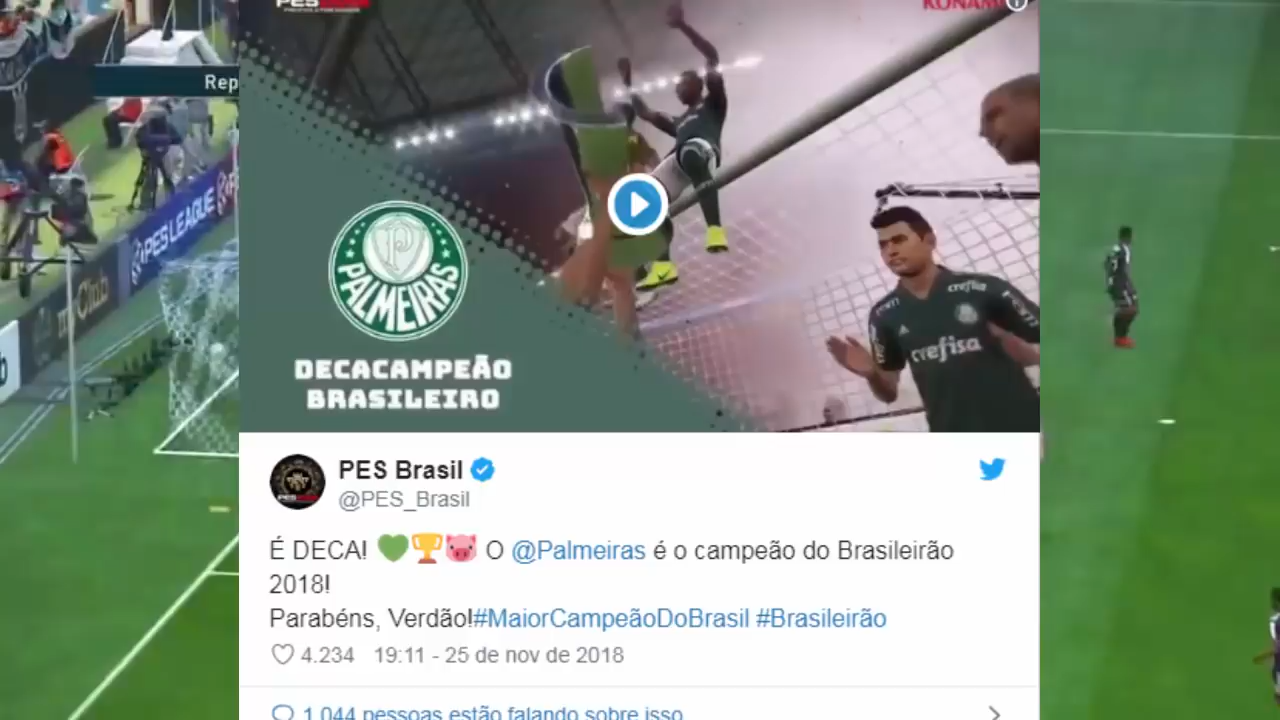 PES
KONAMI
Rep
PES LEAGUE
myClub
PALMEIRAS
crefisa
crefisa
DECACAMPEÃO
BRASILEIRO
PES Brasil
@PES_Brasil
É DECA! 💚🏆🐷 O @Palmeiras é o campeão do Brasileirão
2018!
Parabéns, Verdão!#MaiorCampeãoDoBrasil #Brasileirão
4.234 19:11 - 25 de nov de 2018
1.044 pessoas estão falando sobre isso